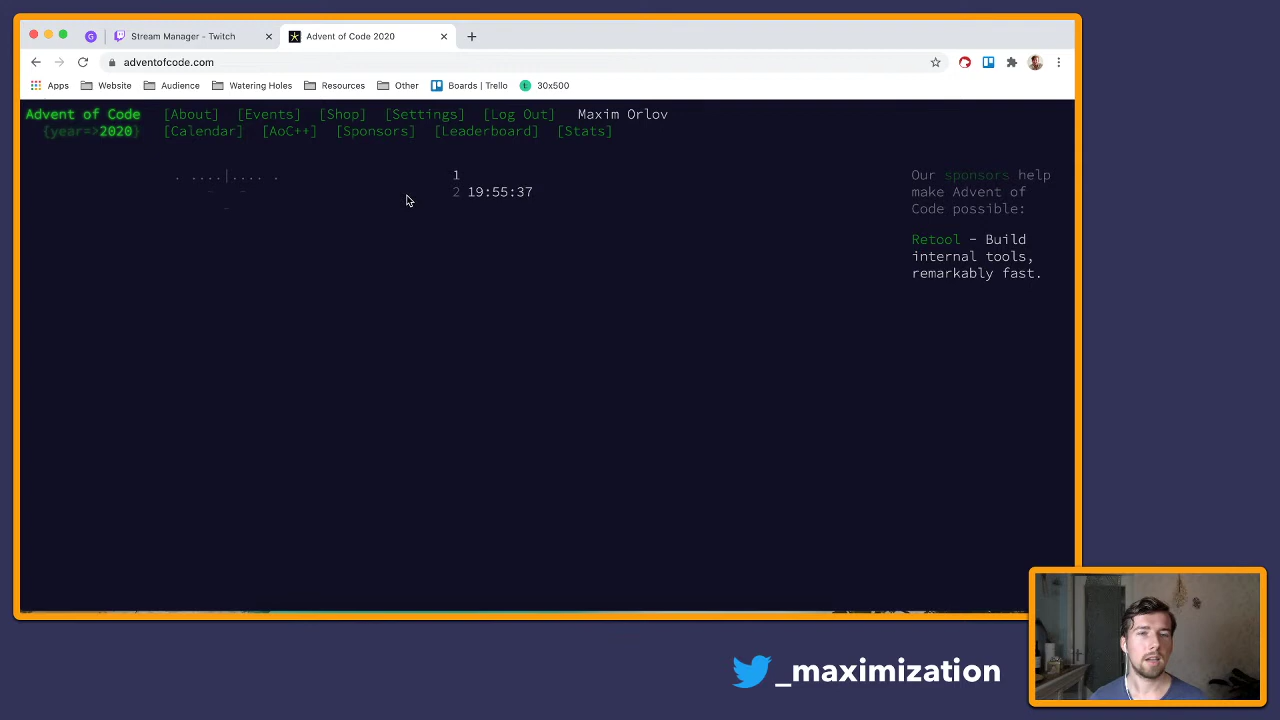 Stream Manager - Twitch
Advent of Code 2020
adventofcode.com
Apps
Website
Audience
Watering Holes
Resources
Other
Boards | Trello
30x500
Advent of Code [About] [Events] [Shop] [Settings] [Log Out] Maxim Orlov
{year=>2020} [Calendar] [AoC++] [Sponsors] [Leaderboard] [Stats]
. ....|.... . 1
2 19:55:37
Our sponsors help
make Advent of
Code possible:
Retool - Build
internal tools,
remarkably fast.
_maximization